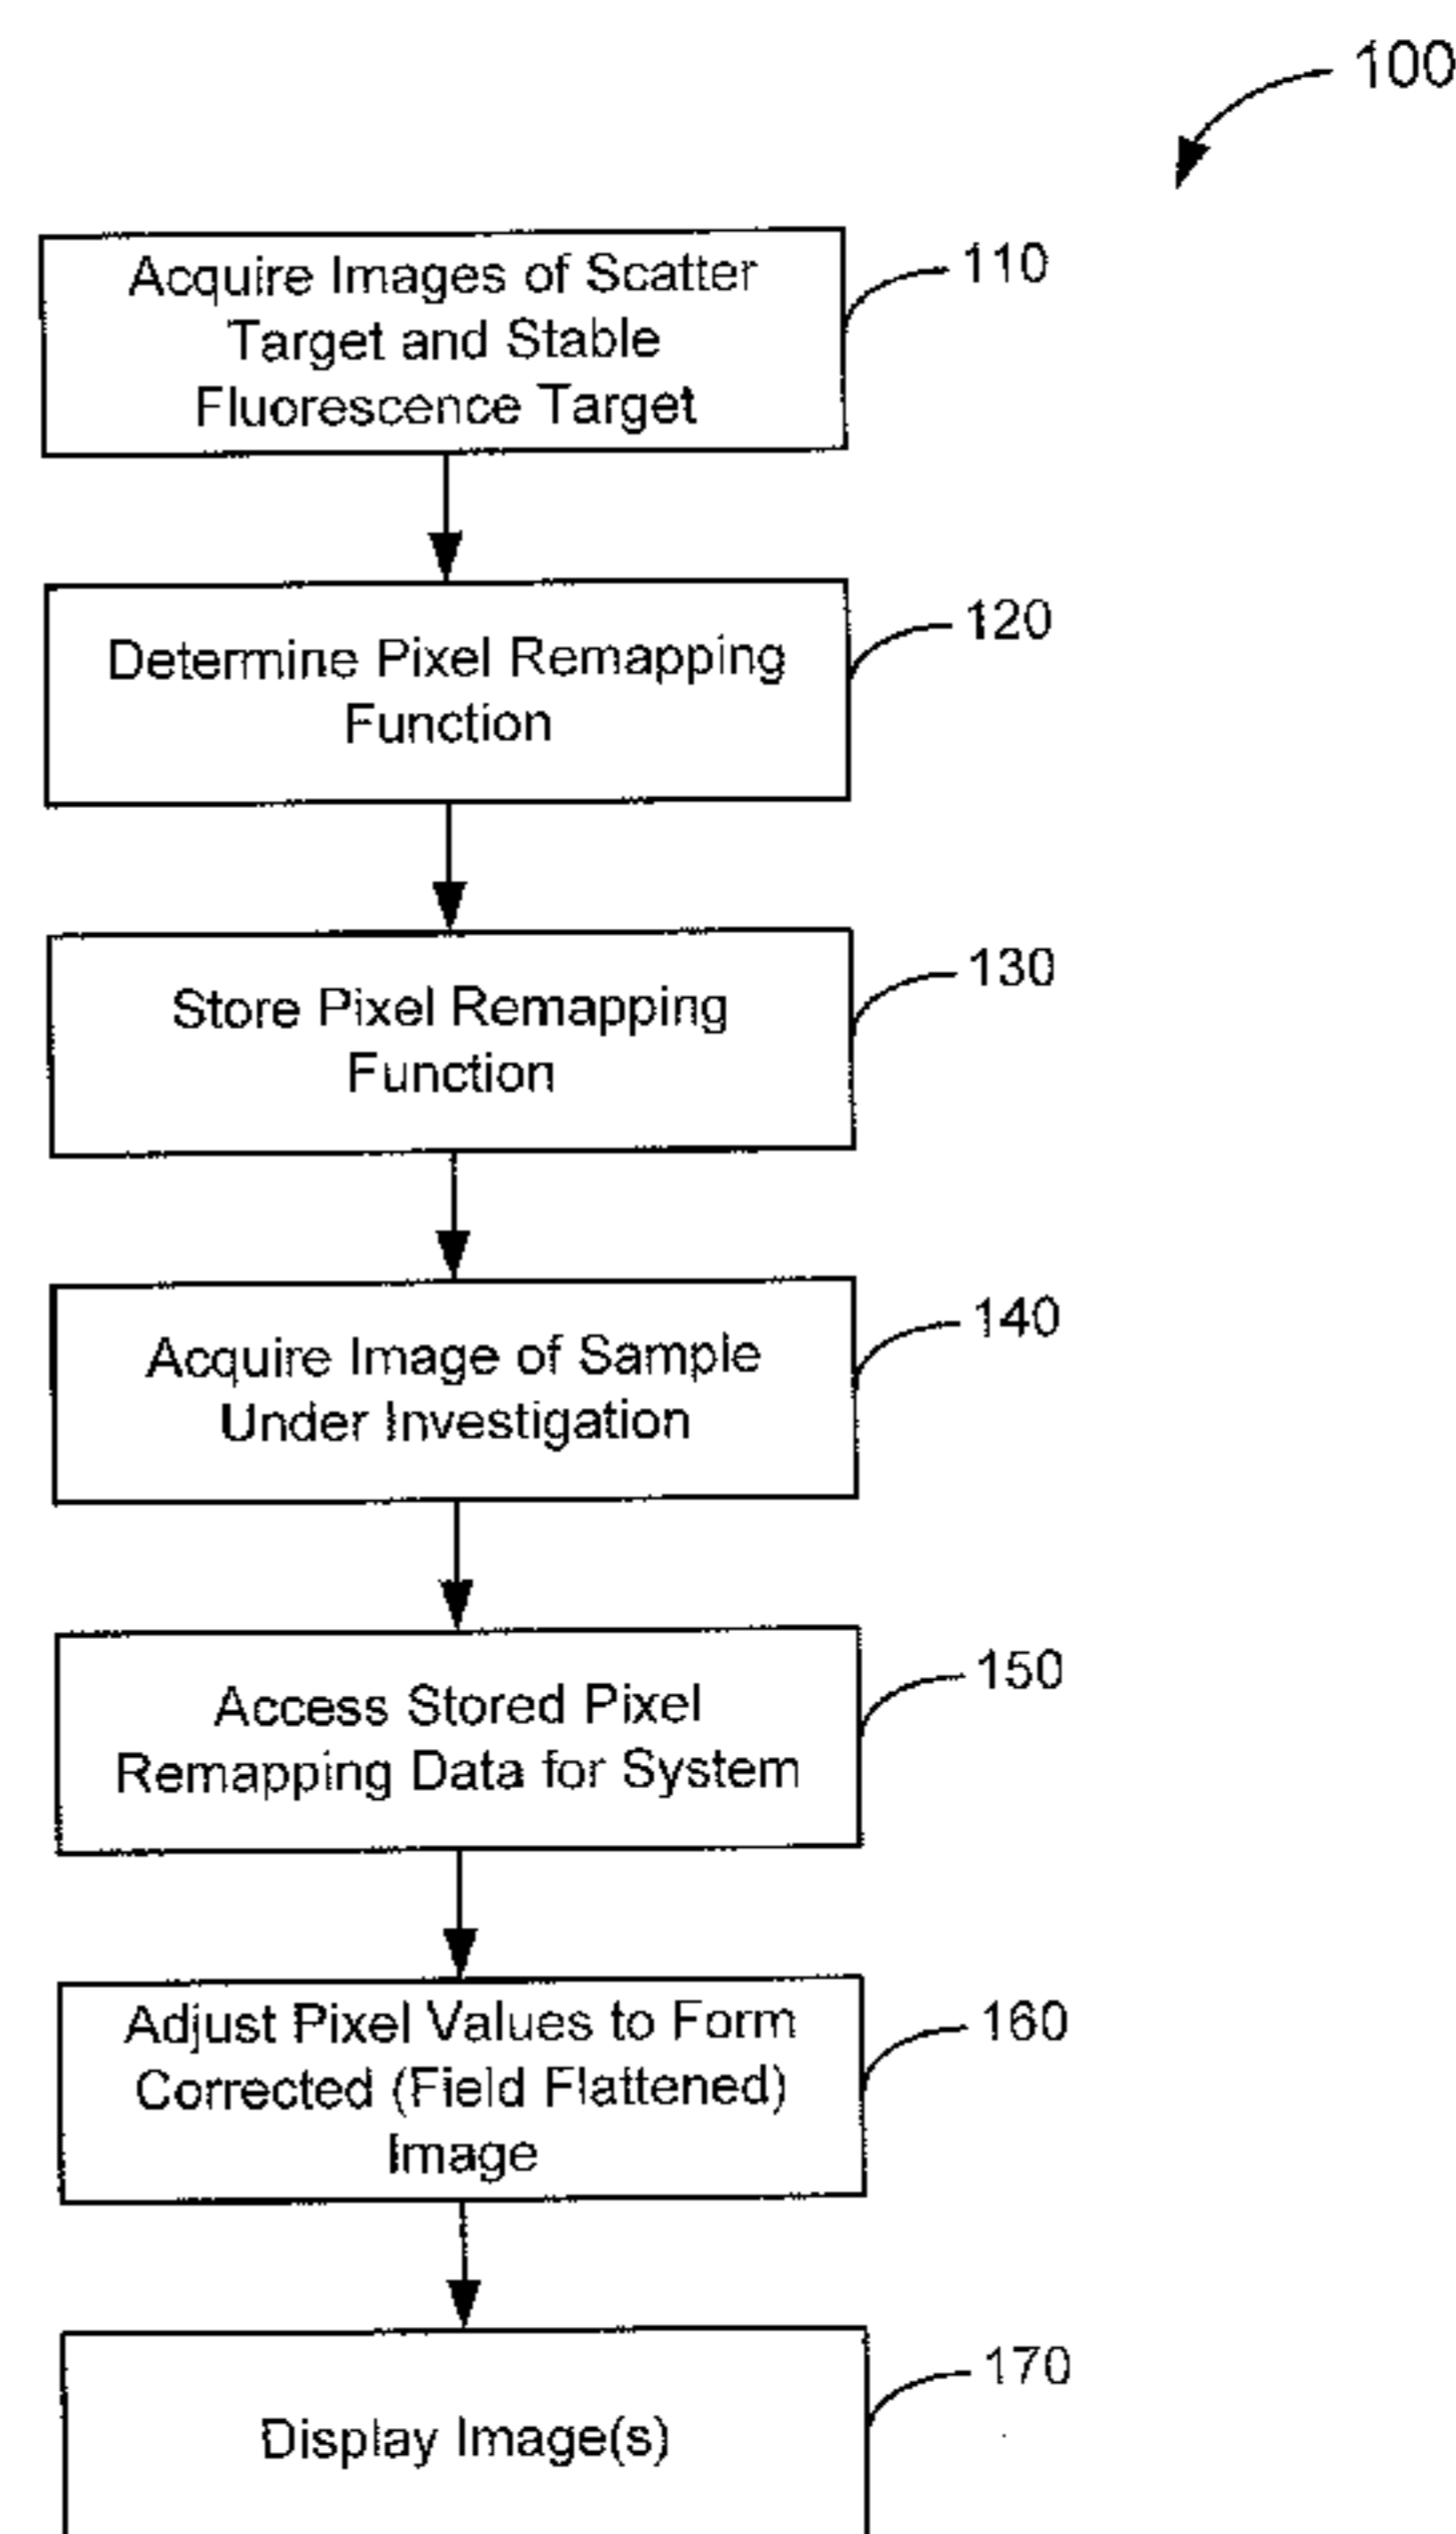 100
Acquire Images of Scatter
Target and Stable
Fluorescence Target
110
Determine Pixel Remapping
Function
120
Store Pixel Remapping
Function
130
Acquire Image of Sample
Under Investigation
140
Access Stored Pixel
Remapping Data for System
150
Adjust Pixel Values to Form
Corrected (Field Flattened)
Image
160
Display Image(s)
170